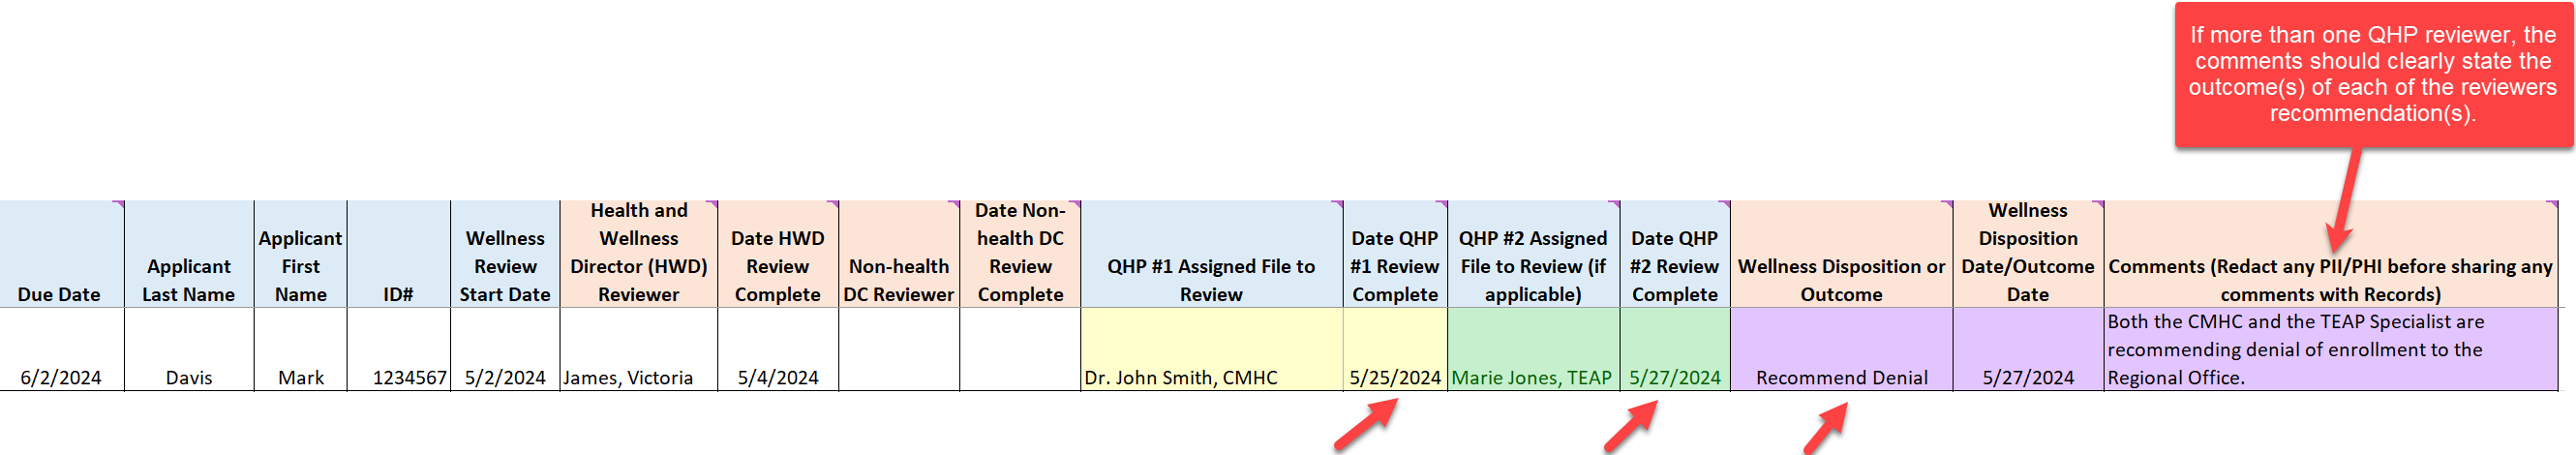 If more than one QHP reviewer, the
comments should clearly state the
outcome(s) of each of the reviewers
recommendation(s).
Due Date
Applicant
Last Name
Applicant
First
Name
ID#
Wellness
Review
Start Date
Health and
Wellness
Director (HWD)
Reviewer
Date HWD
Review
Complete
Non-health
DC Reviewer
Date Non-
health DC
Review
Complete
QHP #1 Assigned File to
Review
Date QHP
#1 Review
Complete
QHP #2 Assigned
File to Review (if
applicable)
Date QHP
#2 Review
Complete
Wellness Disposition or
Outcome
Wellness
Disposition
Date/Outcome
Date
Comments (Redact any PII/PHI before sharing any
comments with Records)
6/2/2024
Davis
Mark
1234567
5/2/2024
James, Victoria
5/4/2024
Dr. John Smith, CMHC
5/25/2024
Marie Jones, TEAP
5/27/2024
Recommend Denial
5/27/2024
Both the CMHC and the TEAP Specialist are
recommending denial of enrollment to the
Regional Office.